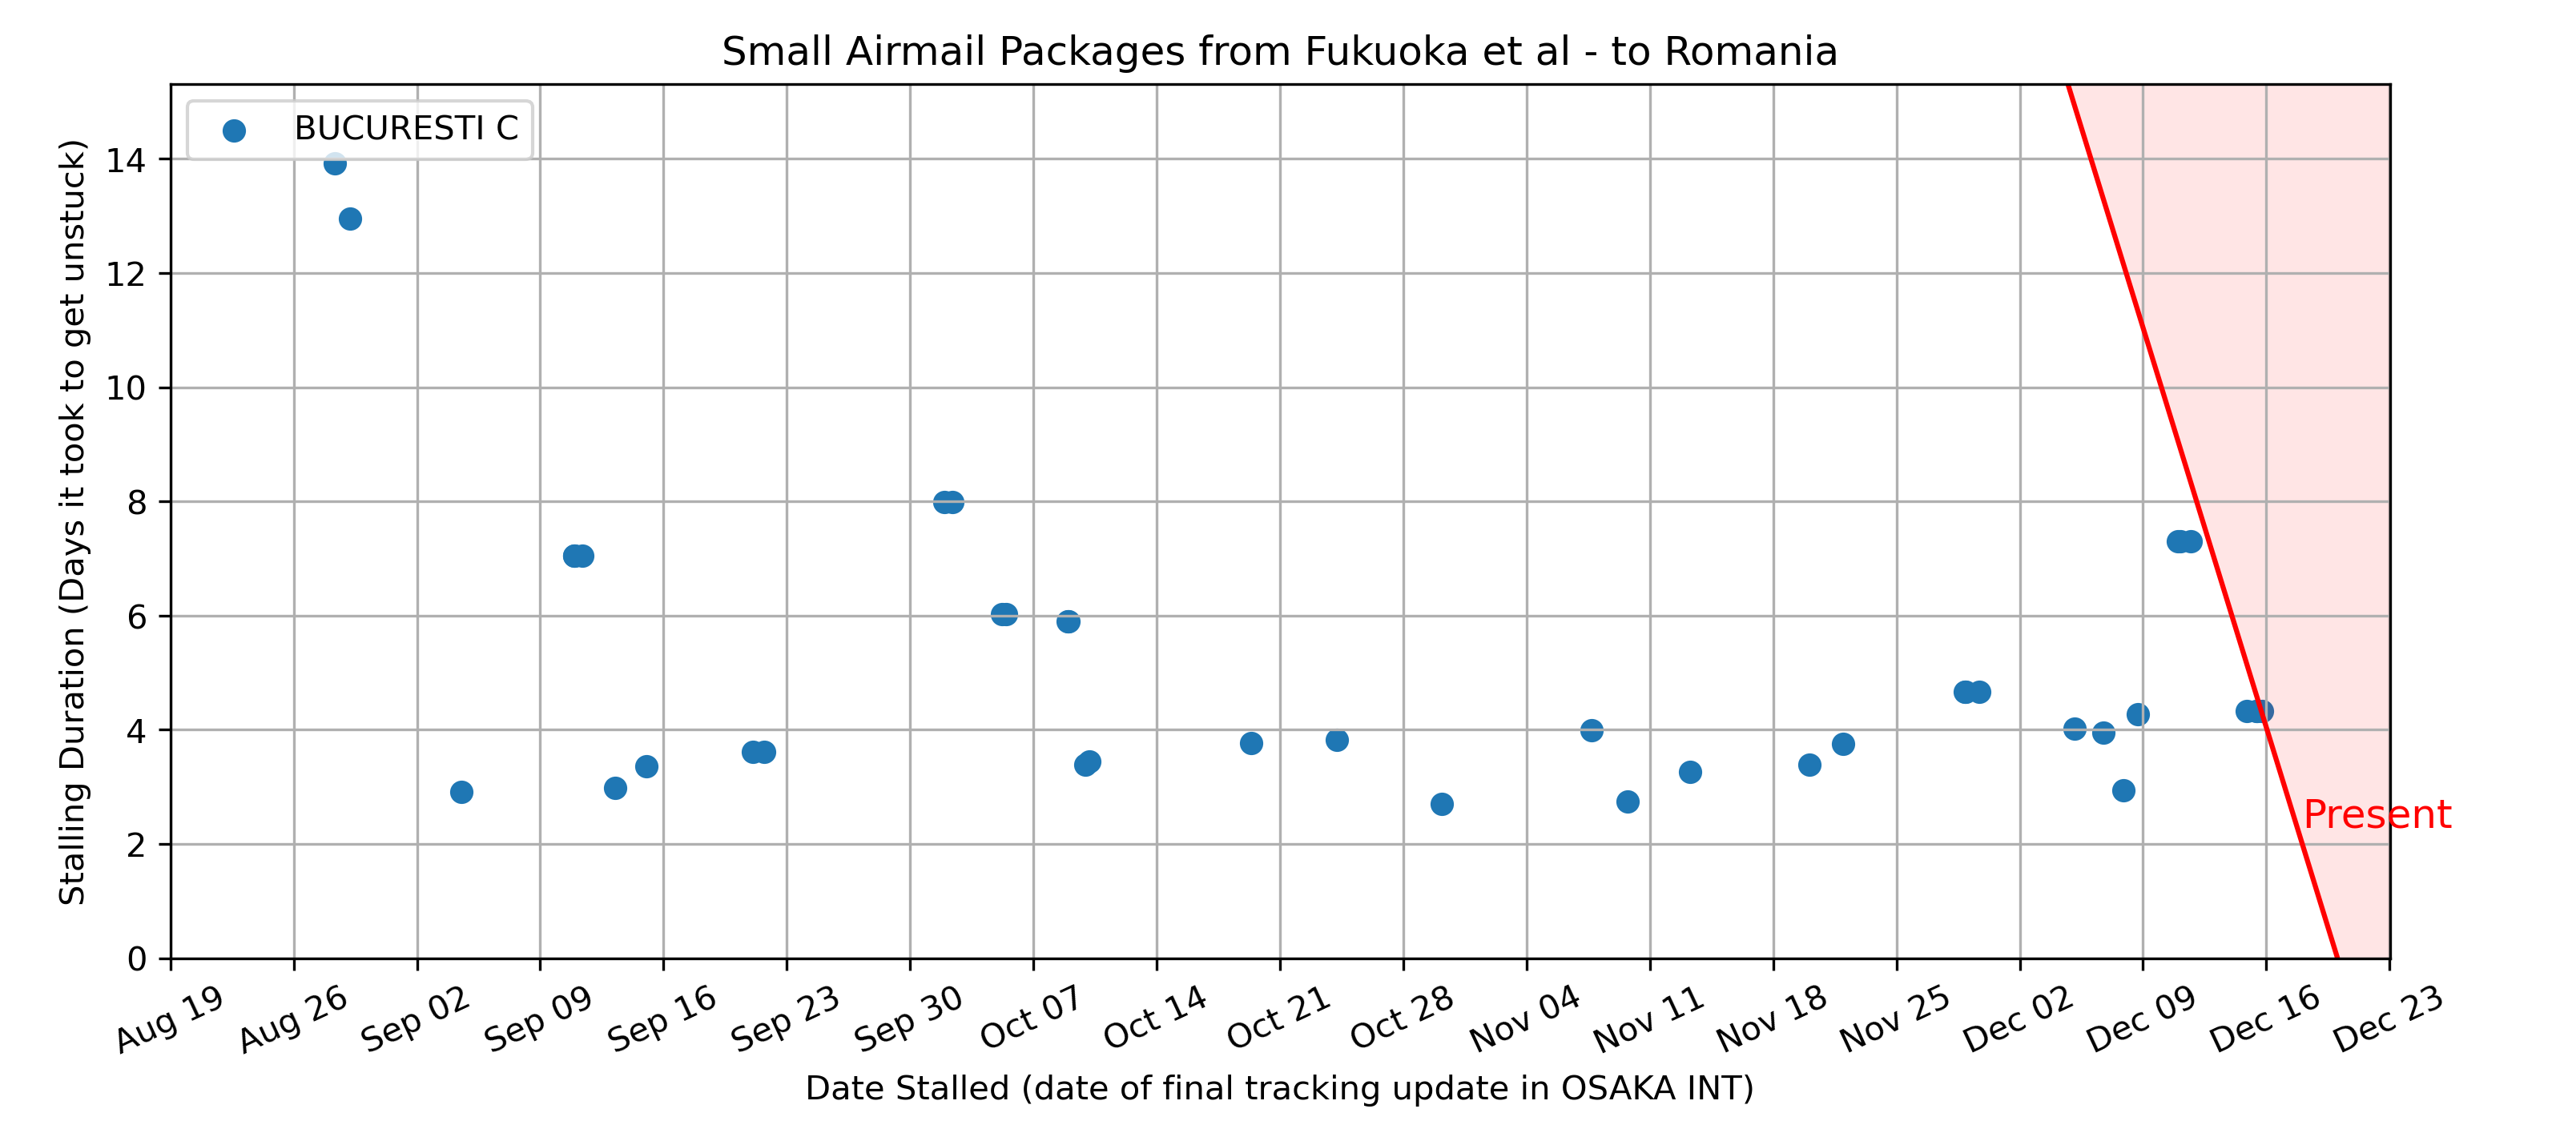 Small Airmail Packages from Fukuoka et al - to Romania
BUCURESTI C
Stalling Duration (Days it took to get unstuck)
14
12
10
8
6
4
2
0
Present
Aug 19
Aug 26
Sep 02
Sep 09
Sep 16
Sep 23
Sep 30
Oct 07
Oct 14
Oct 21
Oct 28
Nov 04
Nov 11
Nov 18
Nov 25
Dec 02
Dec 09
Dec 16
Dec 23
Date Stalled (date of final tracking update in OSAKA INT)